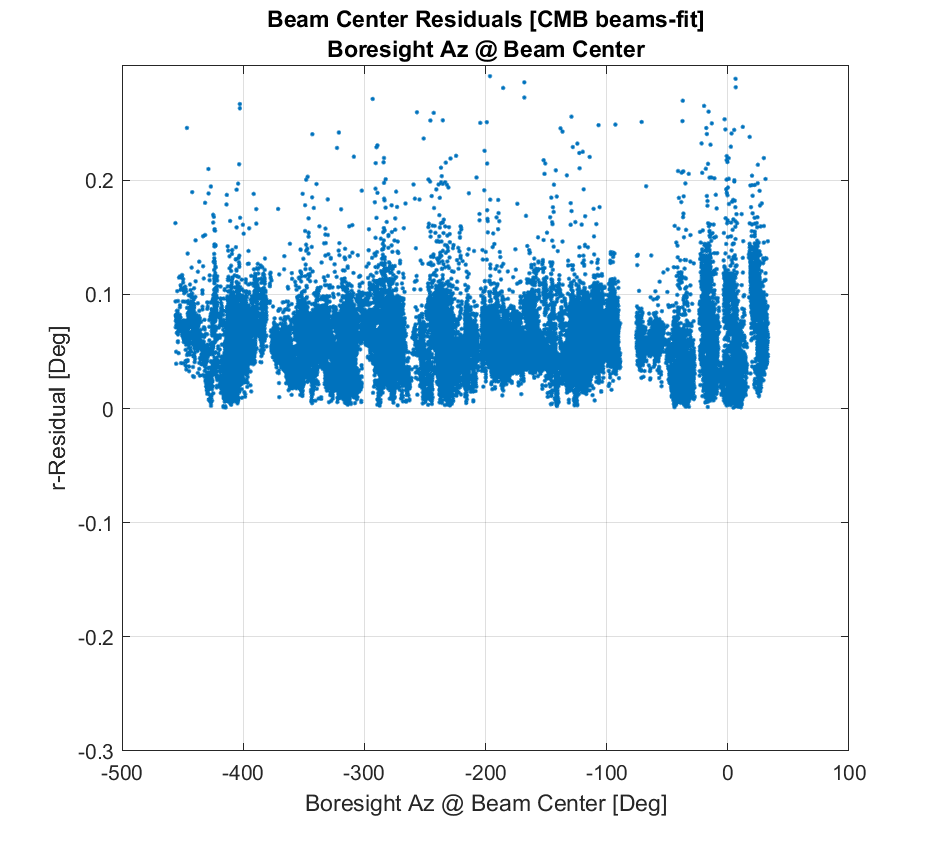 Beam Center Residuals [CMB beams-fit]
Boresight Az @ Beam Center
0.2
0.1
0
-0.1
-0.2
-0.3
r-Residual [Deg]
-500 -400 -300 -200 -100 0 100
Boresight Az @ Beam Center [Deg]